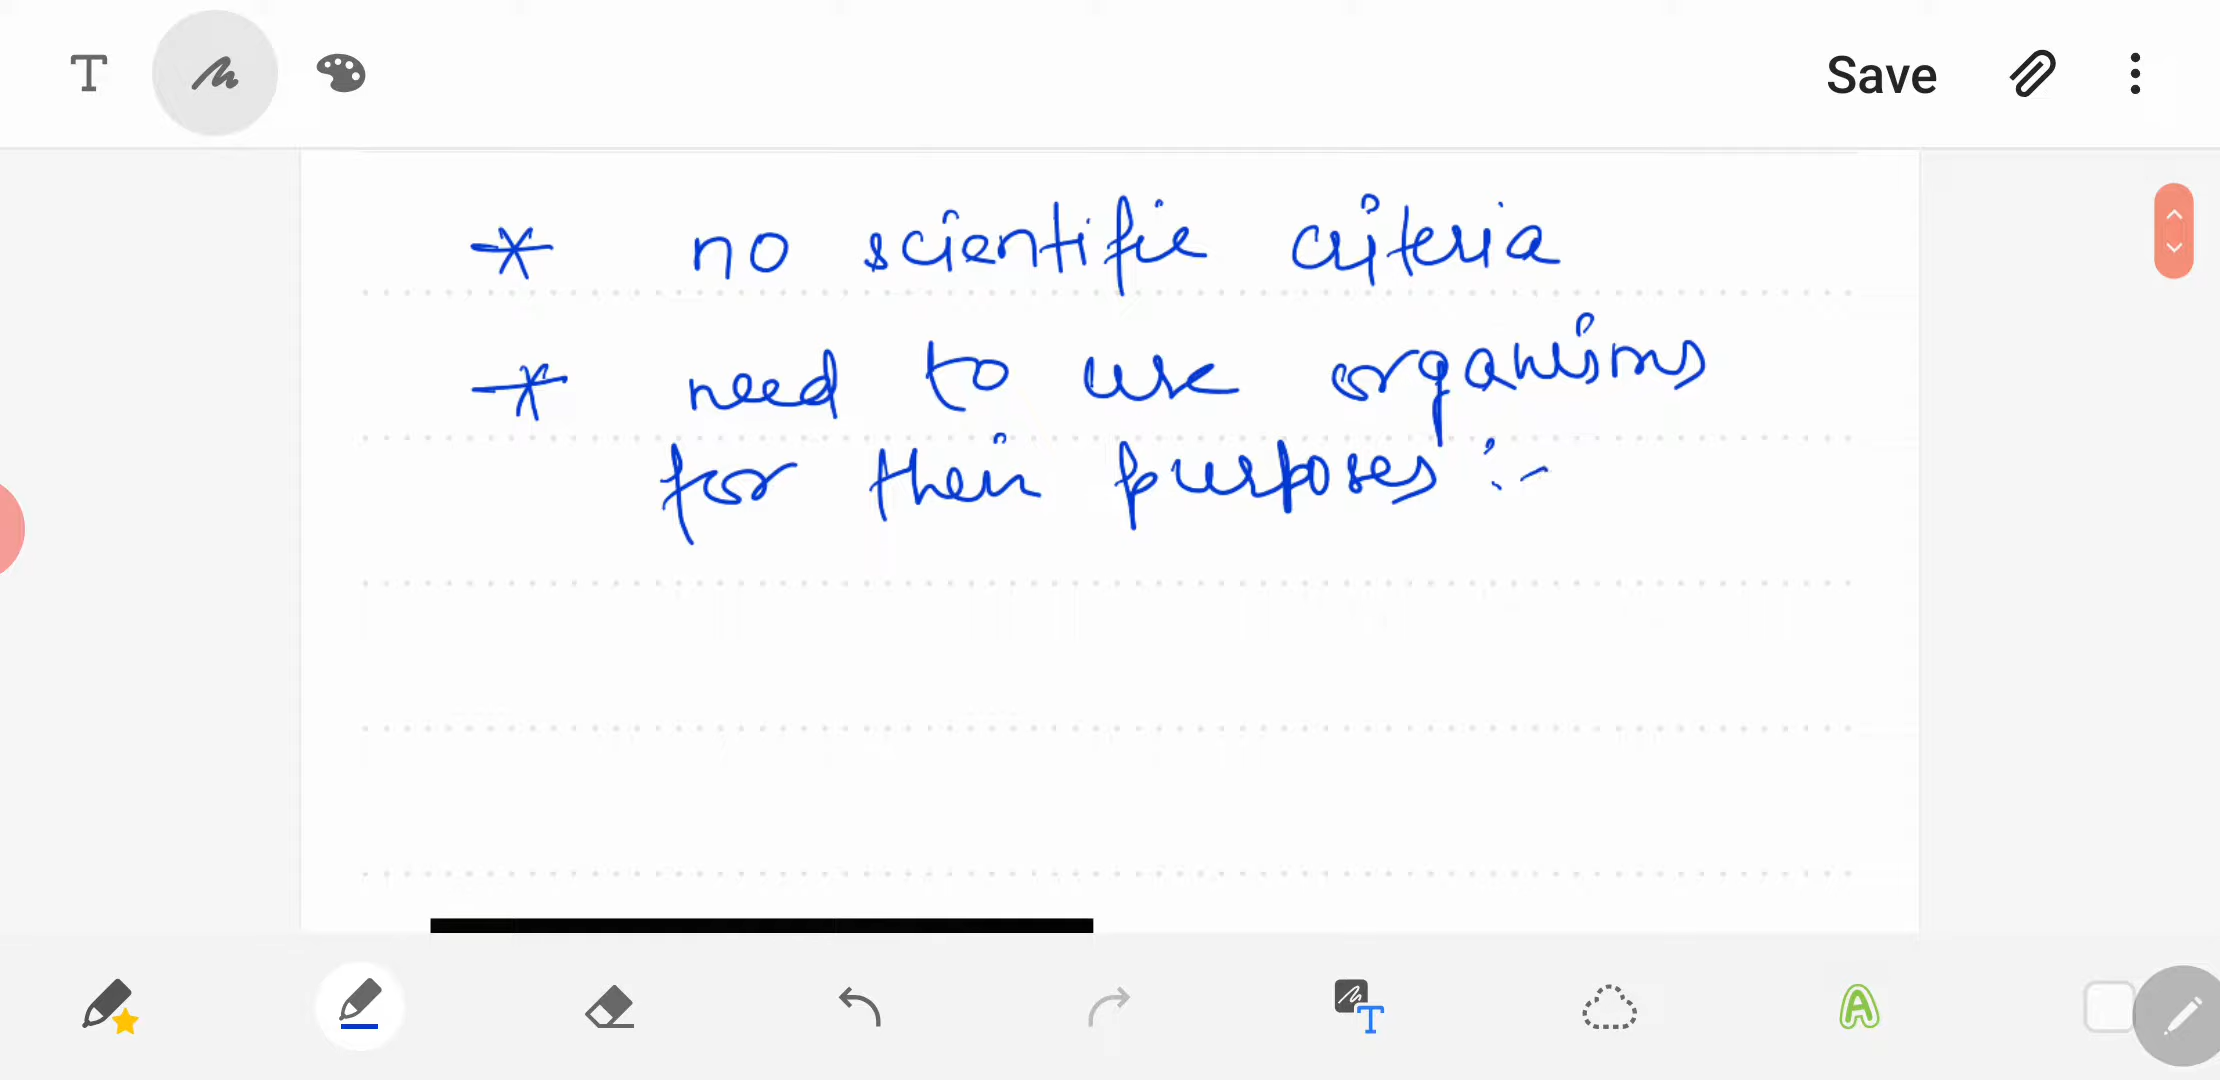 Save
* no scientific criteria
* need to use organisms
for their purposes :-